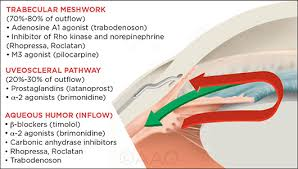 TRABECULAR MESHWORK
(70%-80% of outflow)
• Adenosine A1 agonist (trabodenoson)
• Inhibitor of Rho kinase and norepinephrine
(Rhopressa, Roclatan)
• M3 agonist (pilocarpine)
UVEOSCLERAL PATHWAY
(20%-30% of outflow)
• Prostaglandins (latanoprost)
• α-2 agonists (brimonidine)
AQUEOUS HUMOR (INFLOW)
• β-blockers (timolol)
• α-2 agonists (brimonidine)
• Carbonic anhydrase inhibitors
• Rhopressa, Roclatan
• Trabodenoson
©AAO